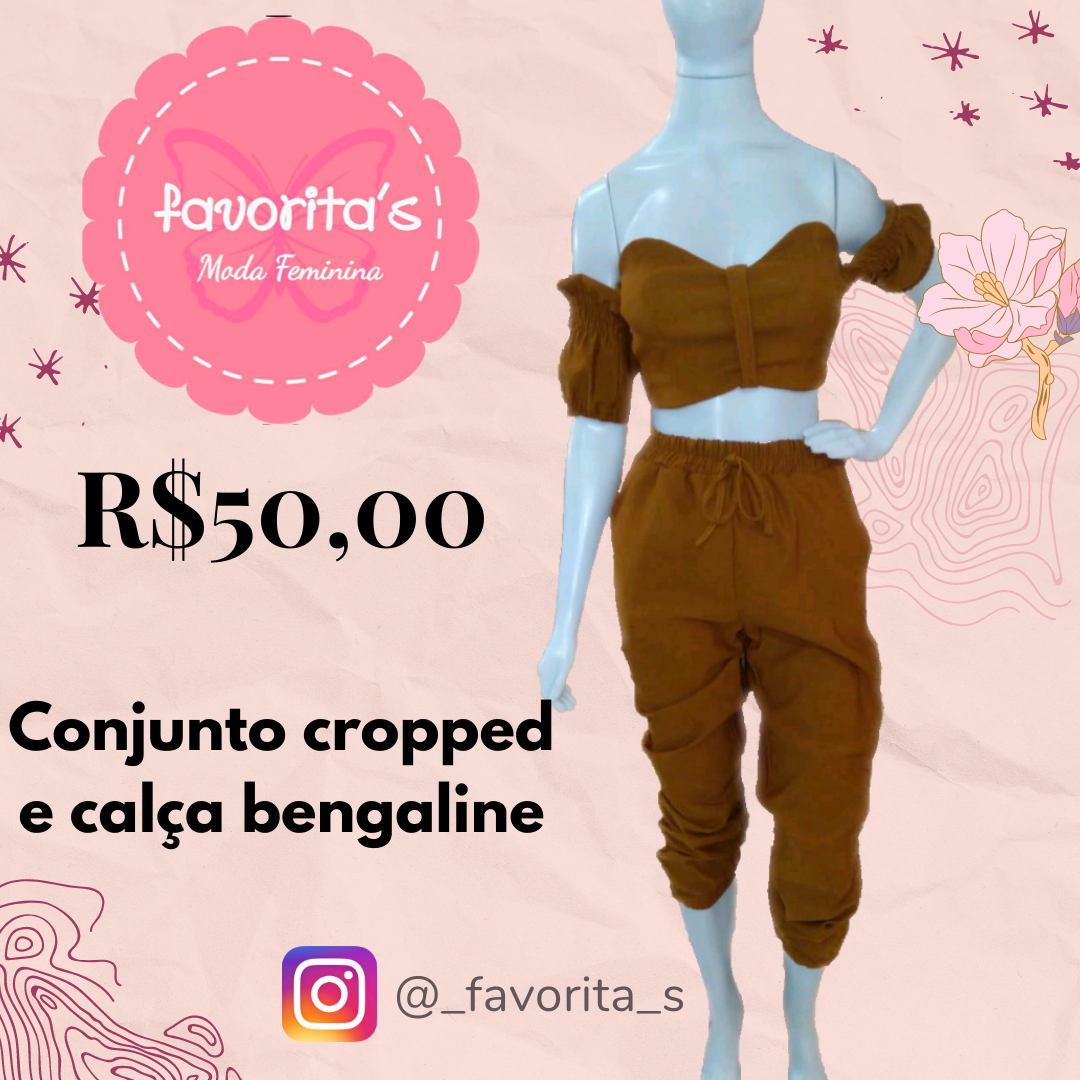 favorita's
Moda Feminina
R$50,00
Conjunto cropped
e calça bengaline
@_favorita_s